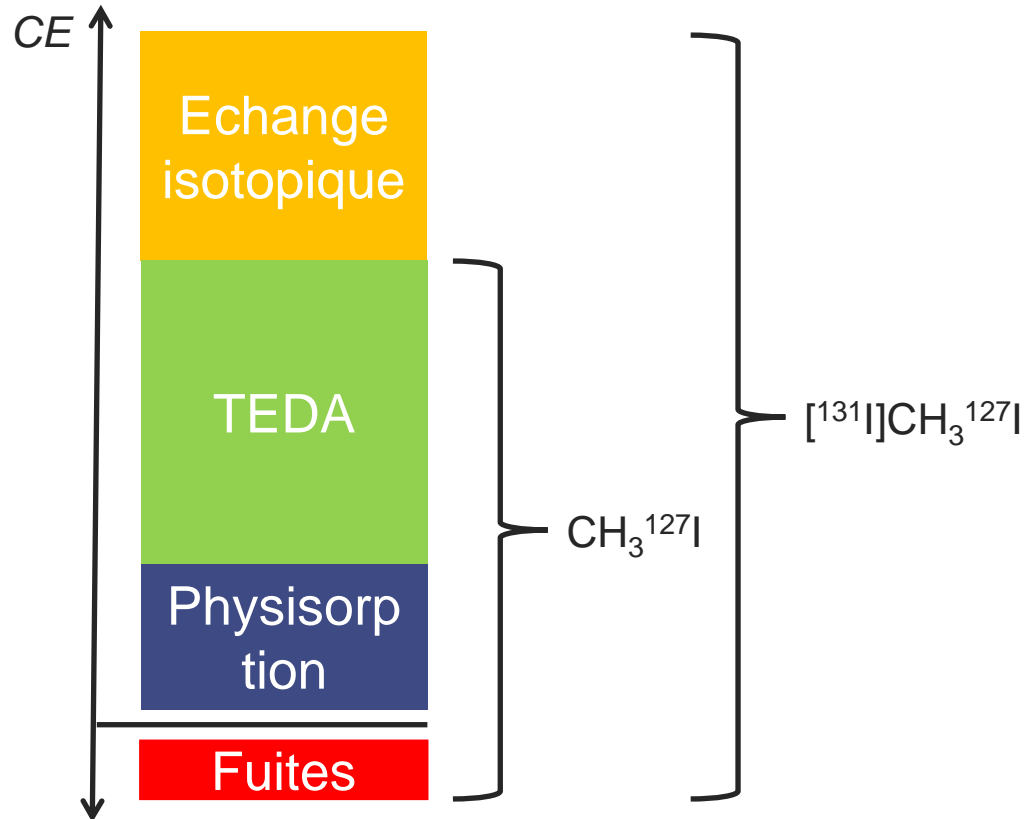 CE
Echange
isotopique
TEDA
[¹³¹I]CH₃¹²⁷I
CH₃¹²⁷I
Physisorp
tion
Fuites